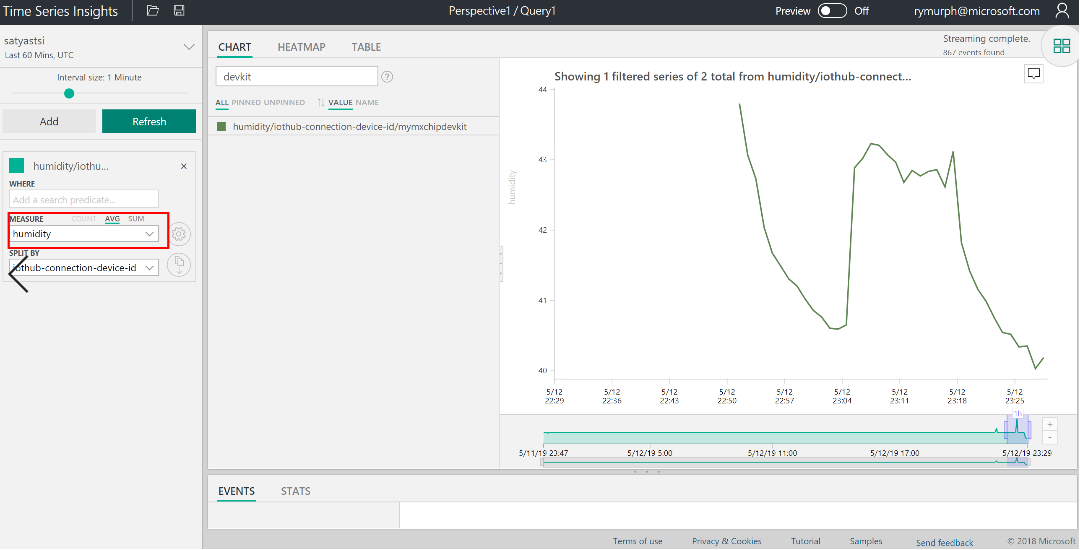 Time Series Insights
Perspective1 / Query1
Preview Off
rymurph@microsoft.com
satyastsi
Last 60 Mins, UTC
Interval size: 1 Minute
Add Refresh
humidity/iothu... ×
WHERE
Add a search predicate...
MEASURE COUNT AVG SUM
humidity
SPLIT BY
iothub-connection-device-id
CHART HEATMAP TABLE
Streaming complete.
867 events found
devkit ?
ALL PINNED UNPINNED VALUE NAME
humidity/iothub-connection-device-id/mymxchipdevkit
Showing 1 filtered series of 2 total from humidity/iothub-connect...
humidity
44
43
42
41
40
5/12 5/12 5/12 5/12 5/12 5/12 5/12 5/12 5/12
22:29 22:36 22:43 22:50 22:57 23:04 23:11 23:18 23:25
1h
+
-
5/11/19 23:47 5/12/19 5:00 5/12/19 11:00 5/12/19 17:00 5/12/19 23:29
EVENTS STATS
Terms of use Privacy & Cookies Tutorial Samples Send feedback © 2018 Microsoft